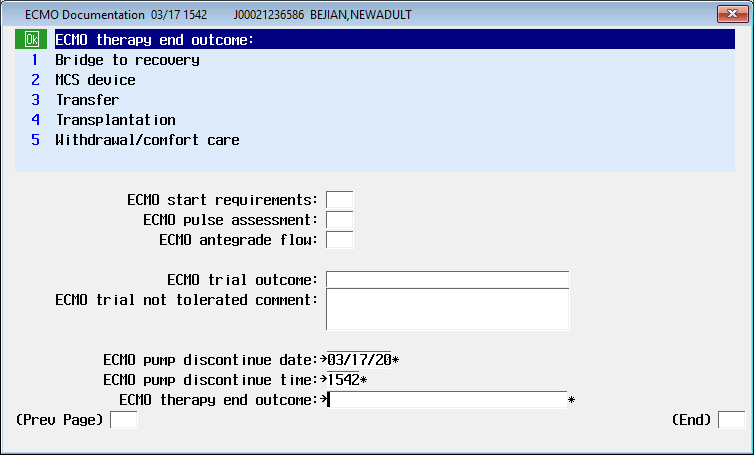 ECMO Documentation 03/17 1542 J00021236586 BEJIAN,NEWADULT
Ok ECMO therapy end outcome:
1 Bridge to recovery
2 MCS device
3 Transfer
4 Transplantation
5 Withdrawal/comfort care
ECMO start requirements:
ECMO pulse assessment:
ECMO antegrade flow:
ECMO trial outcome:
ECMO trial not tolerated comment:
ECMO pump discontinue date:→03/17/20*
ECMO pump discontinue time:→1542*
ECMO therapy end outcome:→ *
(Prev Page) (End)